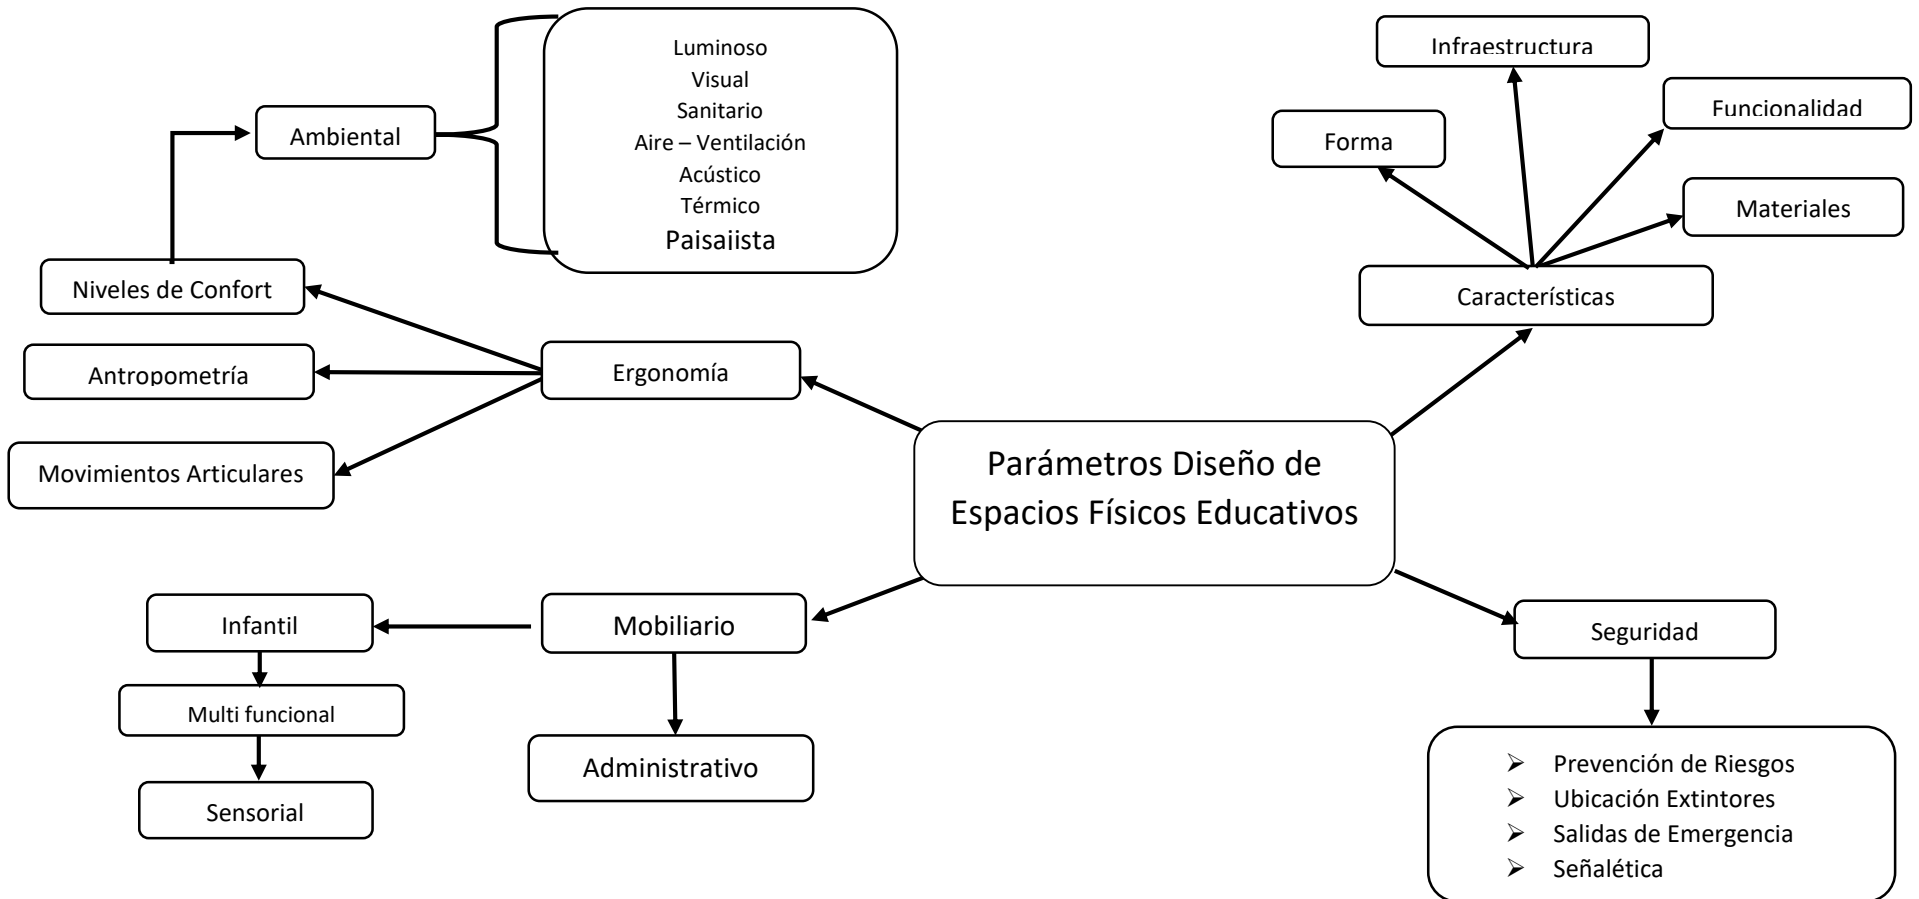 Luminoso
Visual
Sanitario
Aire – Ventilación
Acústico
Térmico
Paisajista
Ambiental
Niveles de Confort
Antropometría
Movimientos Articulares
Ergonomía
Infraestructura
Funcionalidad
Forma
Materiales
Características
Parámetros Diseño de
Espacios Físicos Educativos
Infantil
Multi funcional
Sensorial
Mobiliario
Administrativo
Seguridad
➢ Prevención de Riesgos
➢ Ubicación Extintores
➢ Salidas de Emergencia
➢ Señalética